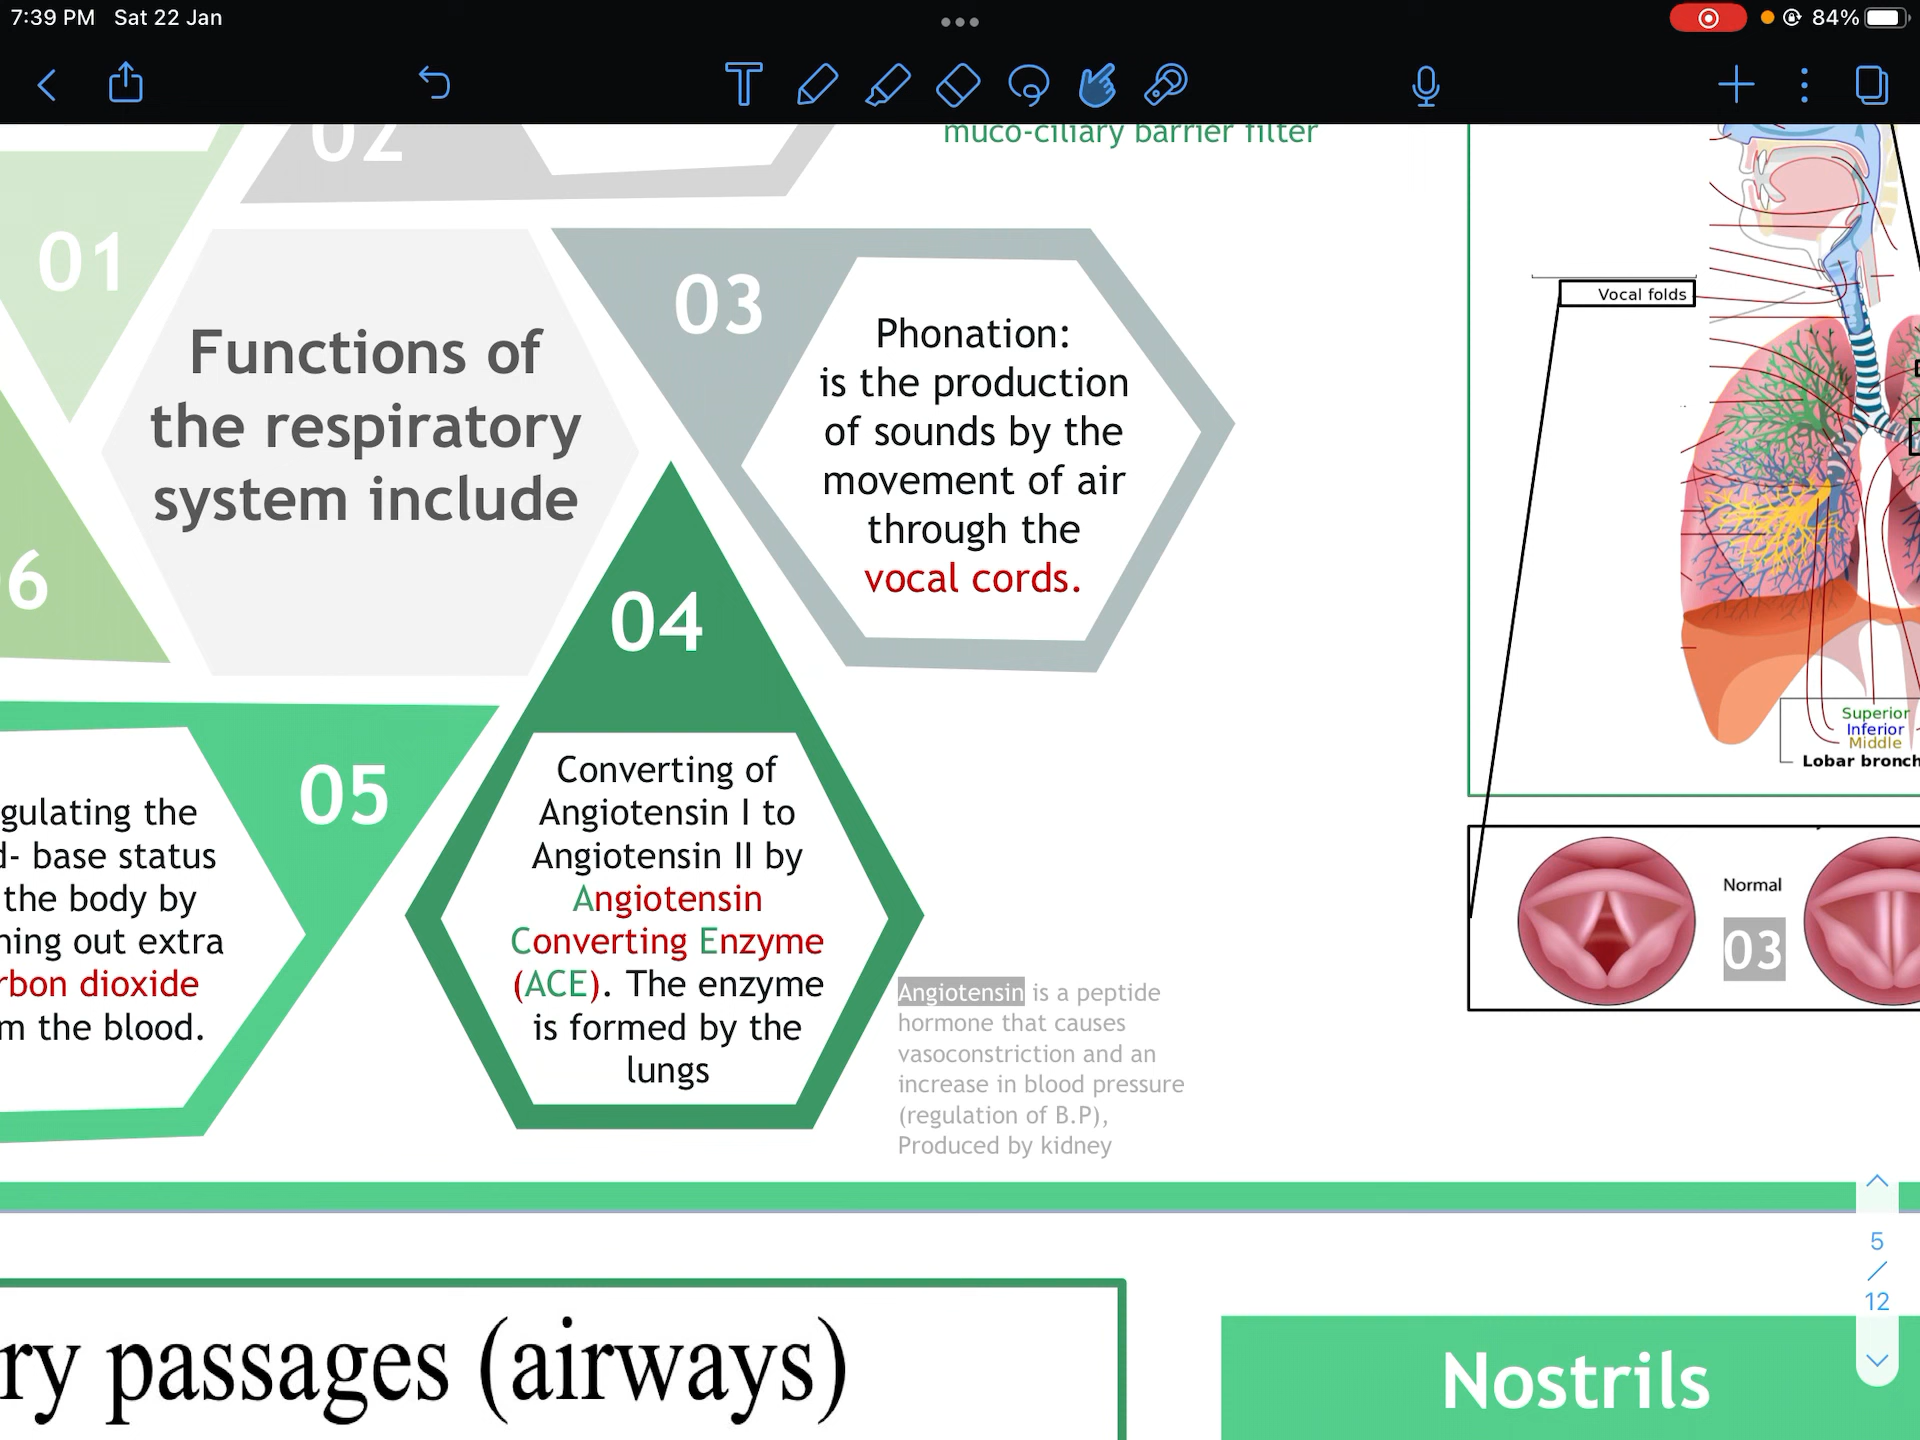 7:39 PM Sat 22 Jan
84%
02
muco-ciliary barrier filter
01
Functions of
the respiratory
system include
03
Phonation:
is the production
of sounds by the
movement of air
through the
vocal cords.
Vocal folds
Superior
Inferior
Middle
Lobar bronch
6
04
Converting of
Angiotensin I to
Angiotensin II by
Angiotensin
Converting Enzyme
(ACE). The enzyme
is formed by the
lungs
05
gulating the
d- base status
the body by
ning out extra
rbon dioxide
m the blood.
Angiotensin is a peptide
hormone that causes
vasoconstriction and an
increase in blood pressure
(regulation of B.P),
Produced by kidney
Normal
03
5
/
12
ry passages (airways)
Nostrils